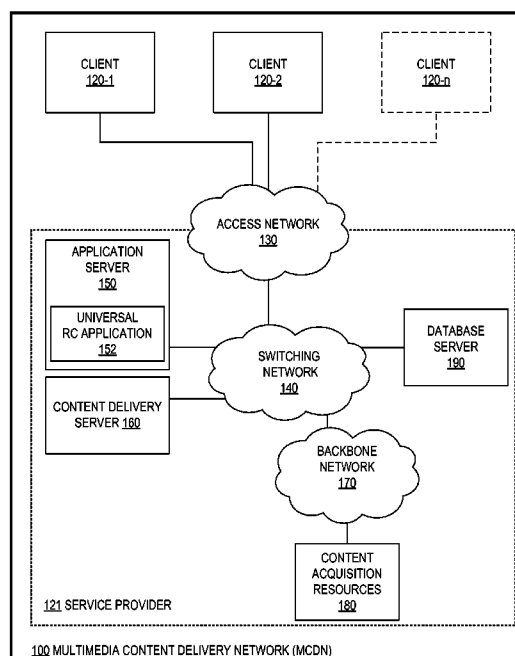 CLIENT
120-1
CLIENT
120-2
CLIENT
120-n
ACCESS NETWORK
130
APPLICATION
SERVER
150
UNIVERSAL
RC APPLICATION
152
SWITCHING
NETWORK
140
DATABASE
SERVER
190
CONTENT DELIVERY
SERVER 160
BACKBONE
NETWORK
170
CONTENT
ACQUISITION
RESOURCES
180
121 SERVICE PROVIDER
100 MULTIMEDIA CONTENT DELIVERY NETWORK (MCDN)